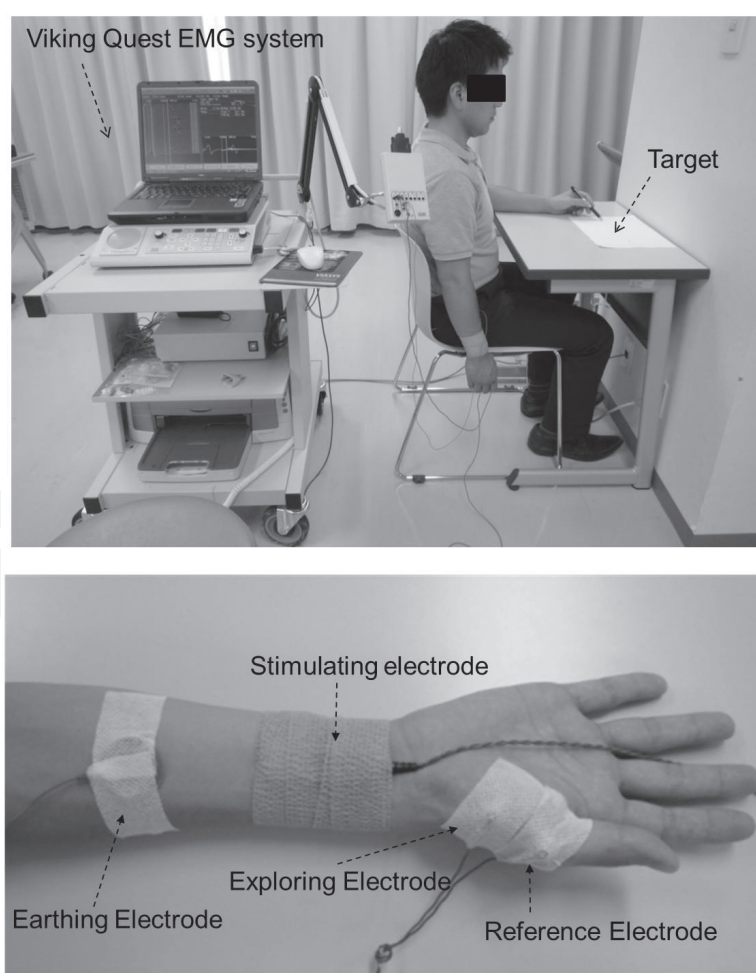 Viking Quest EMG system
Target
Stimulating electrode
Exploring Electrode
Earthing Electrode
Reference Electrode